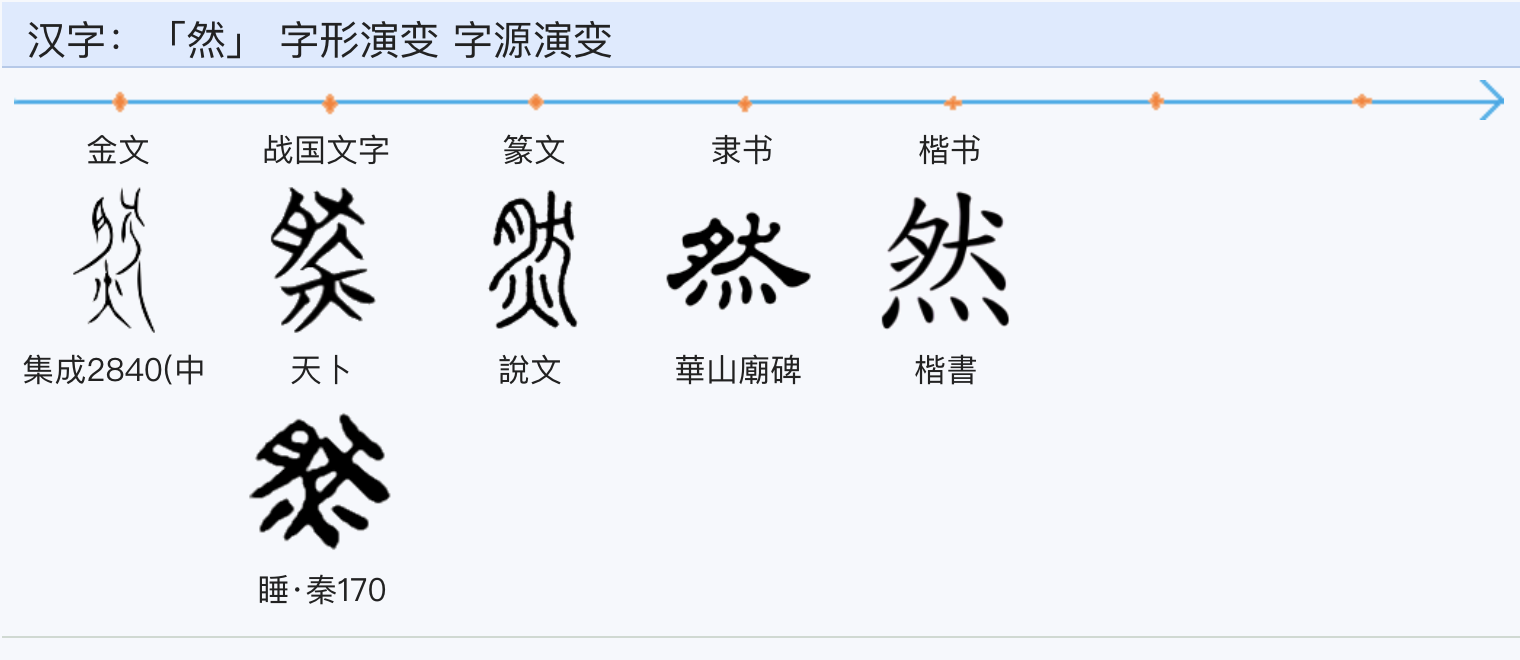 汉字：「然」 字形演变 字源演变
金文 战国文字 篆文 隶书 楷书
然 然 然 然 然
集成2840(中 天卜 說文 華山廟碑 楷書
然
睡·秦170